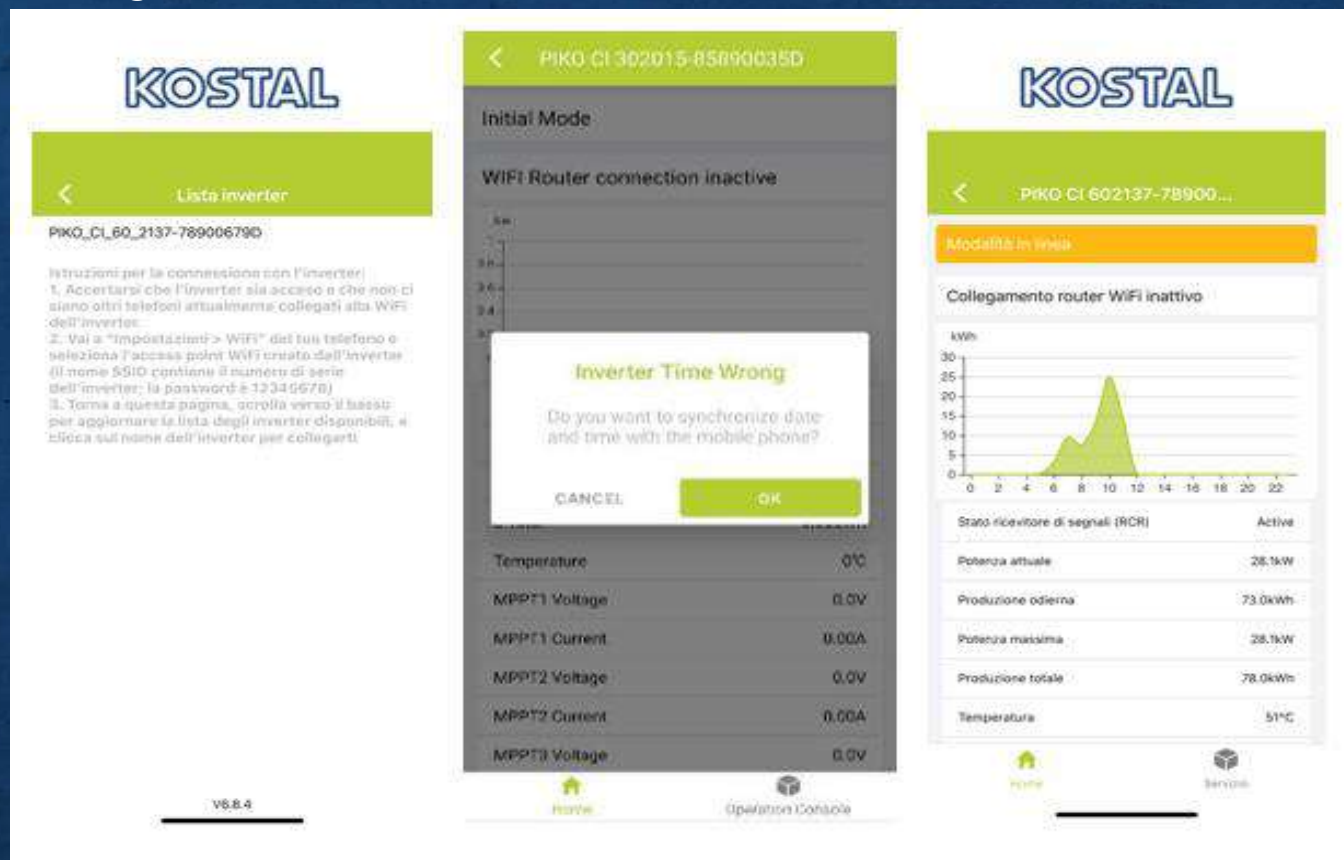 KOSTAL
Lista inverter
PIKO_CI_60_2137-78900679D
Istruzioni per la connessione con l'inverter:
1. Accertarsi che l'inverter sia acceso e che non ci
siano altri telefoni attualmente collegati alla WiFi
dell'inverter.
2. Vai a "Impostazioni > WiFi" del tuo telefono e
seleziona l'access point WiFi creato dall'inverter
(il nome SSID contiene il numero di serie
dell'inverter; la password è 12345678)
3. Torna a questa pagina, scrolla verso il basso
per aggiornare la lista degli inverter disponibili, e
clicca sul nome dell'inverter per collegarti
V6.8.4
PIKO CI 302015-85890035D
Initial Mode
WIFI Router connection inactive
Inverter Time Wrong
Do you want to synchronize date
and time with the mobile phone?
CANCEL OK
Temperature 0°C
MPPT1 Voltage 0.0V
MPPT1 Current 0.00A
MPPT2 Voltage 0.0V
MPPT2 Current 0.00A
MPPT3 Voltage 0.0V
Home Operation Console
KOSTAL
PIKO CI 602137-78900...
Modalità in linea
Collegamento router WiFi inattivo
kWh
30
25
20
15
10
5
0
0 2 4 6 8 10 12 14 16 18 20 22
Stato ricevitore di segnali (RCR) Active
Potenza attuale 28.1kW
Produzione odierna 73.0kWh
Potenza massima 28.1kW
Produzione totale 78.0kWh
Temperatura 51°C
Home Servizio